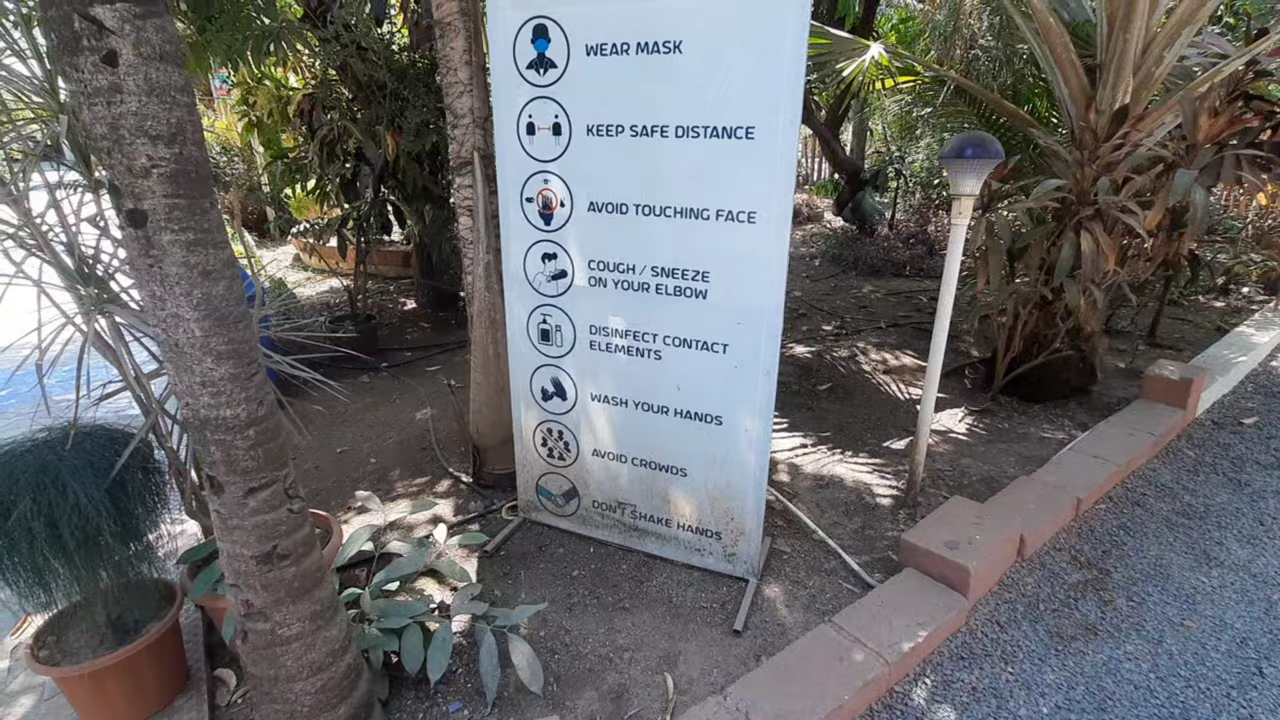 WEAR MASK
KEEP SAFE DISTANCE
AVOID TOUCHING FACE
COUGH / SNEEZE
ON YOUR ELBOW
DISINFECT CONTACT
ELEMENTS
WASH YOUR HANDS
AVOID CROWDS
DON'T SHAKE HANDS